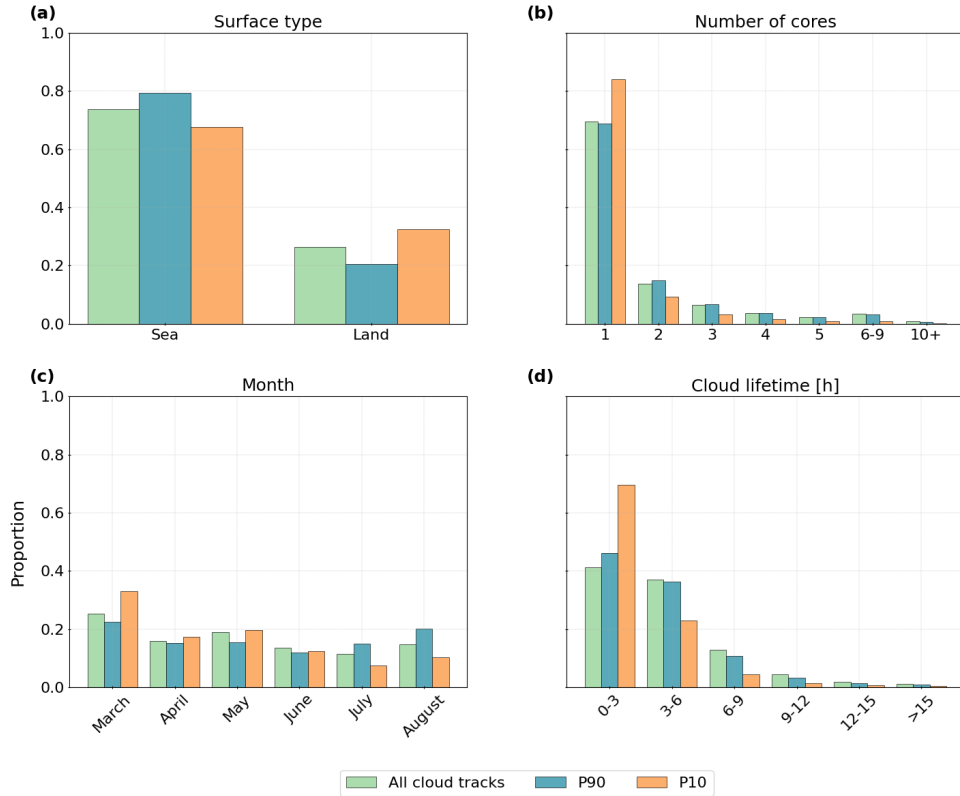 (a)
Surface type
1.0
0.8
0.6
0.4
0.2
0.0
Sea
Land
(b)
Number of cores
1
2
3
4
5
6-9
10+
(c)
Month
Proportion
1.0
0.8
0.6
0.4
0.2
0.0
March
April
May
June
July
August
(d)
Cloud lifetime [h]
0-3
3-6
6-9
9-12
12-15
>15
All cloud tracks
P90
P10